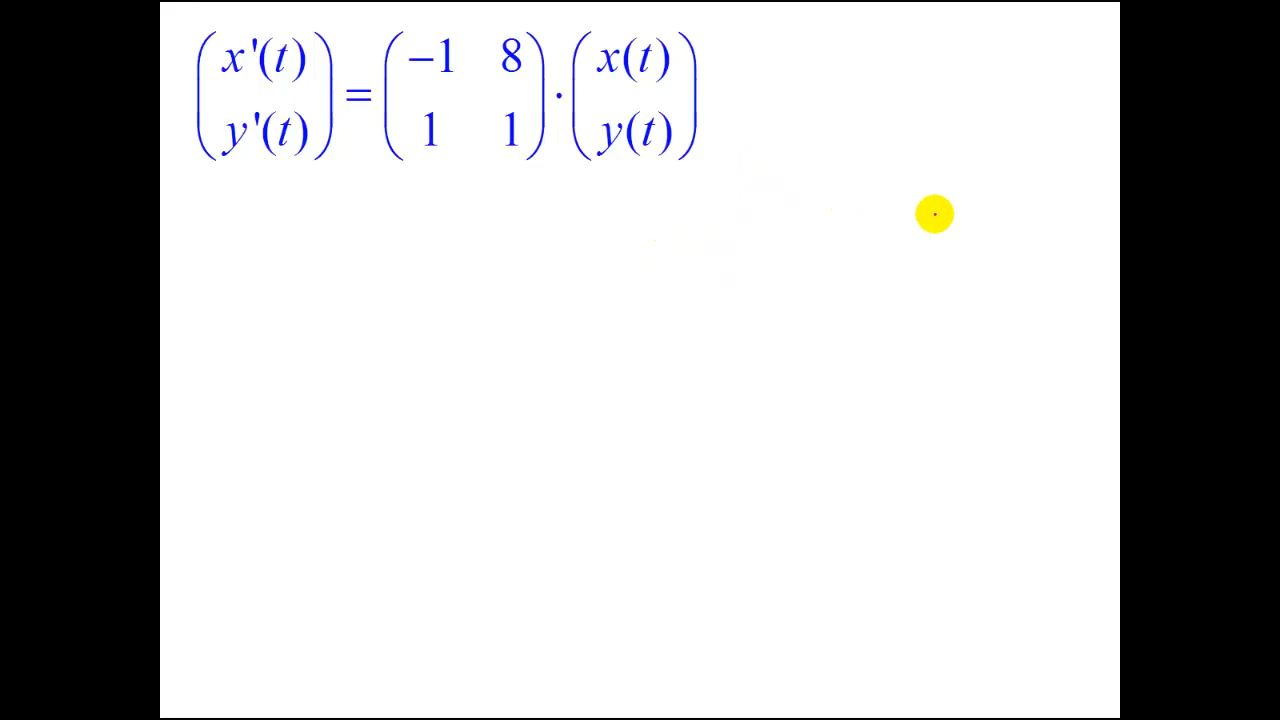 (x'(t)) = (−1 8) · (x(t))
(y'(t)) (1 1) (y(t))